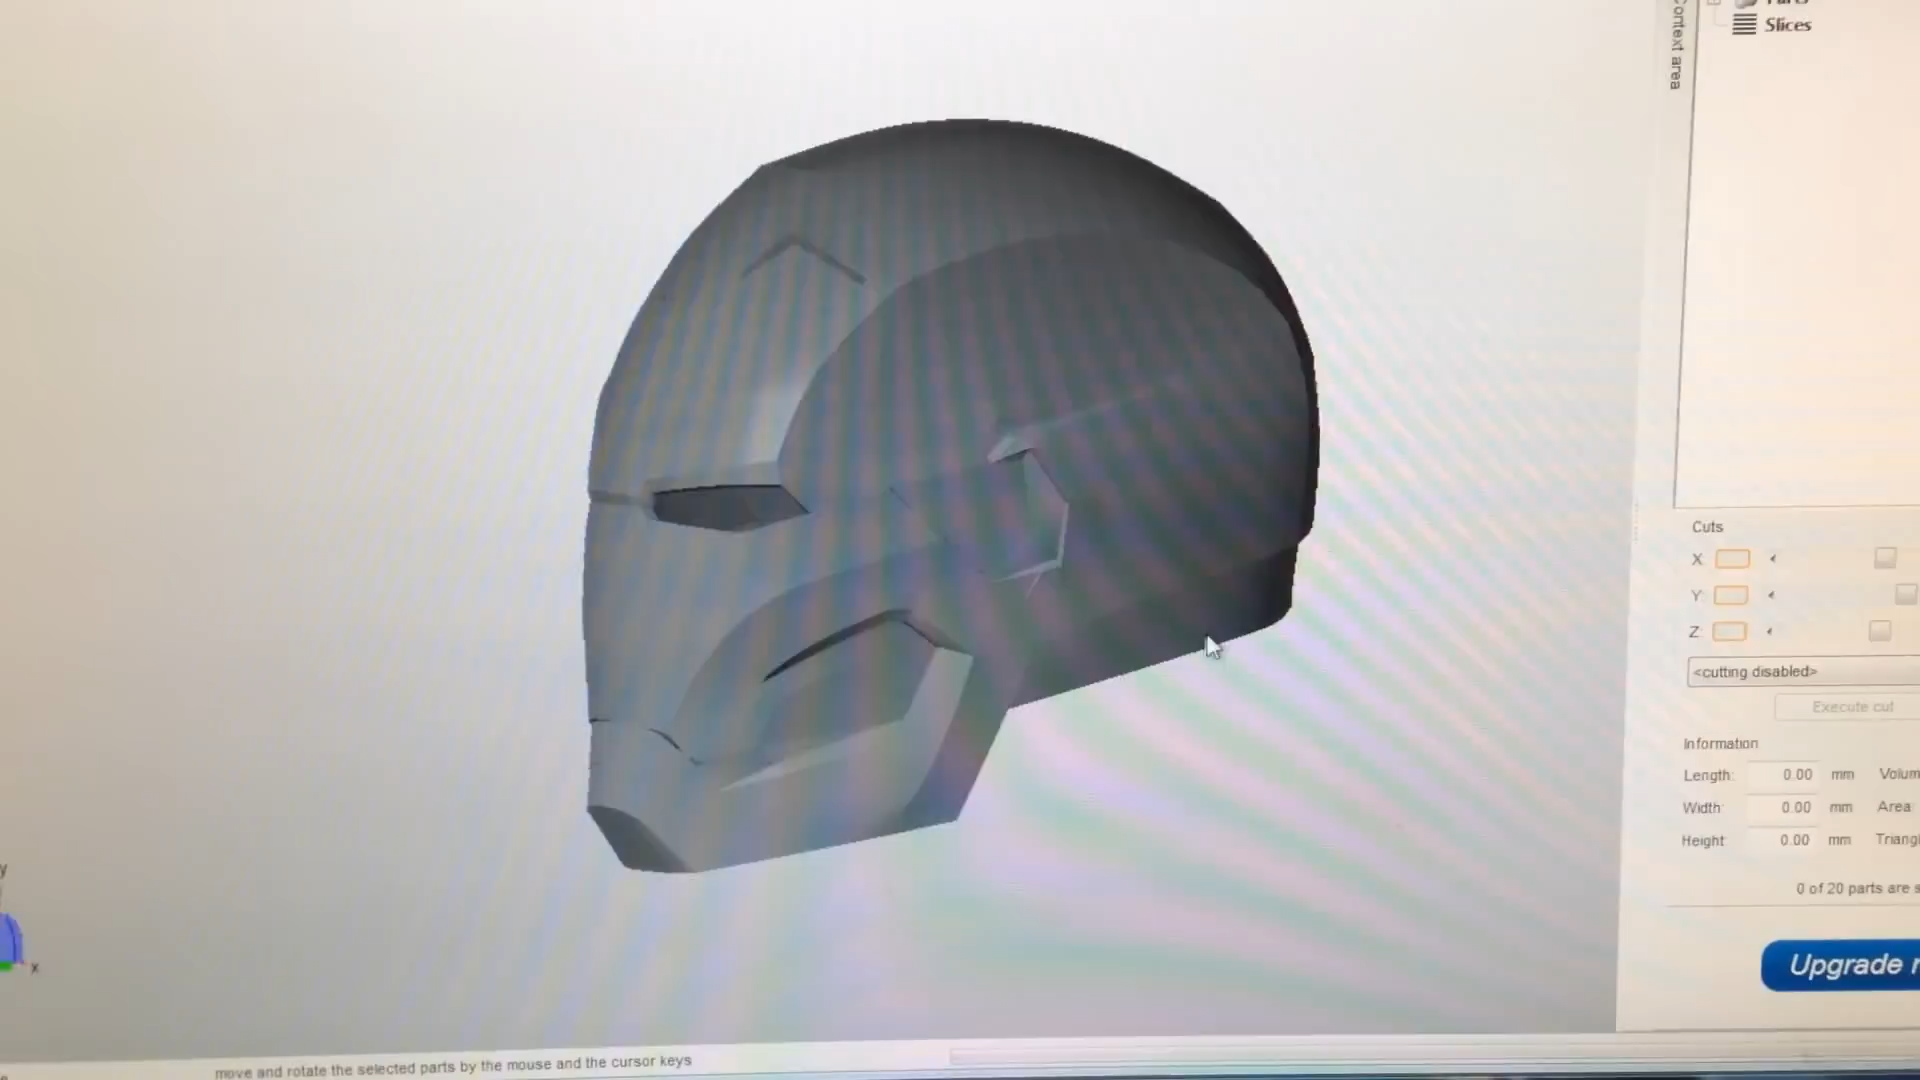 Context area
Slices
Cuts
X:
Y:
Z:
<cutting disabled>
Execute cut
Information
Length: 0.00 mm
Width: 0.00 mm Area:
Height: 0.00 mm
0 of 20 parts are
Upgrade
move and rotate the selected parts by the mouse and the cursor keys
y
x